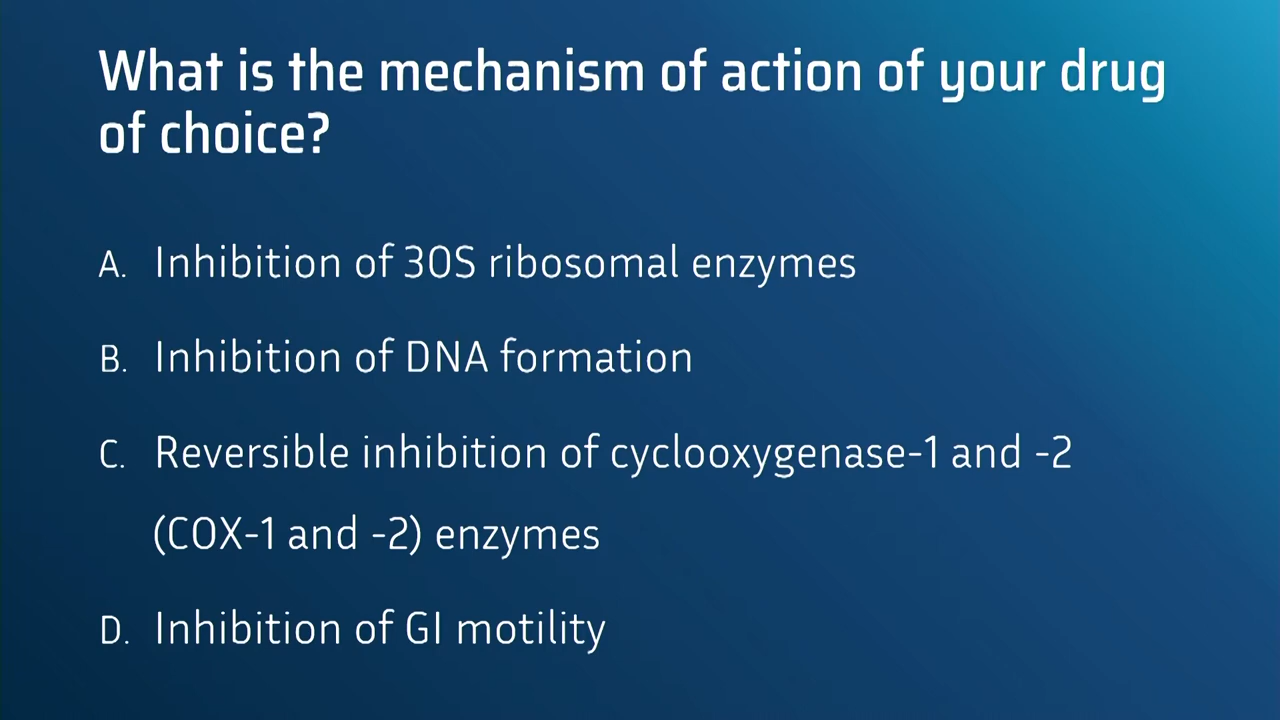 What is the mechanism of action of your drug
of choice?
A. Inhibition of 30S ribosomal enzymes
B. Inhibition of DNA formation
C. Reversible inhibition of cyclooxygenase-1 and -2
(COX-1 and -2) enzymes
D. Inhibition of GI motility